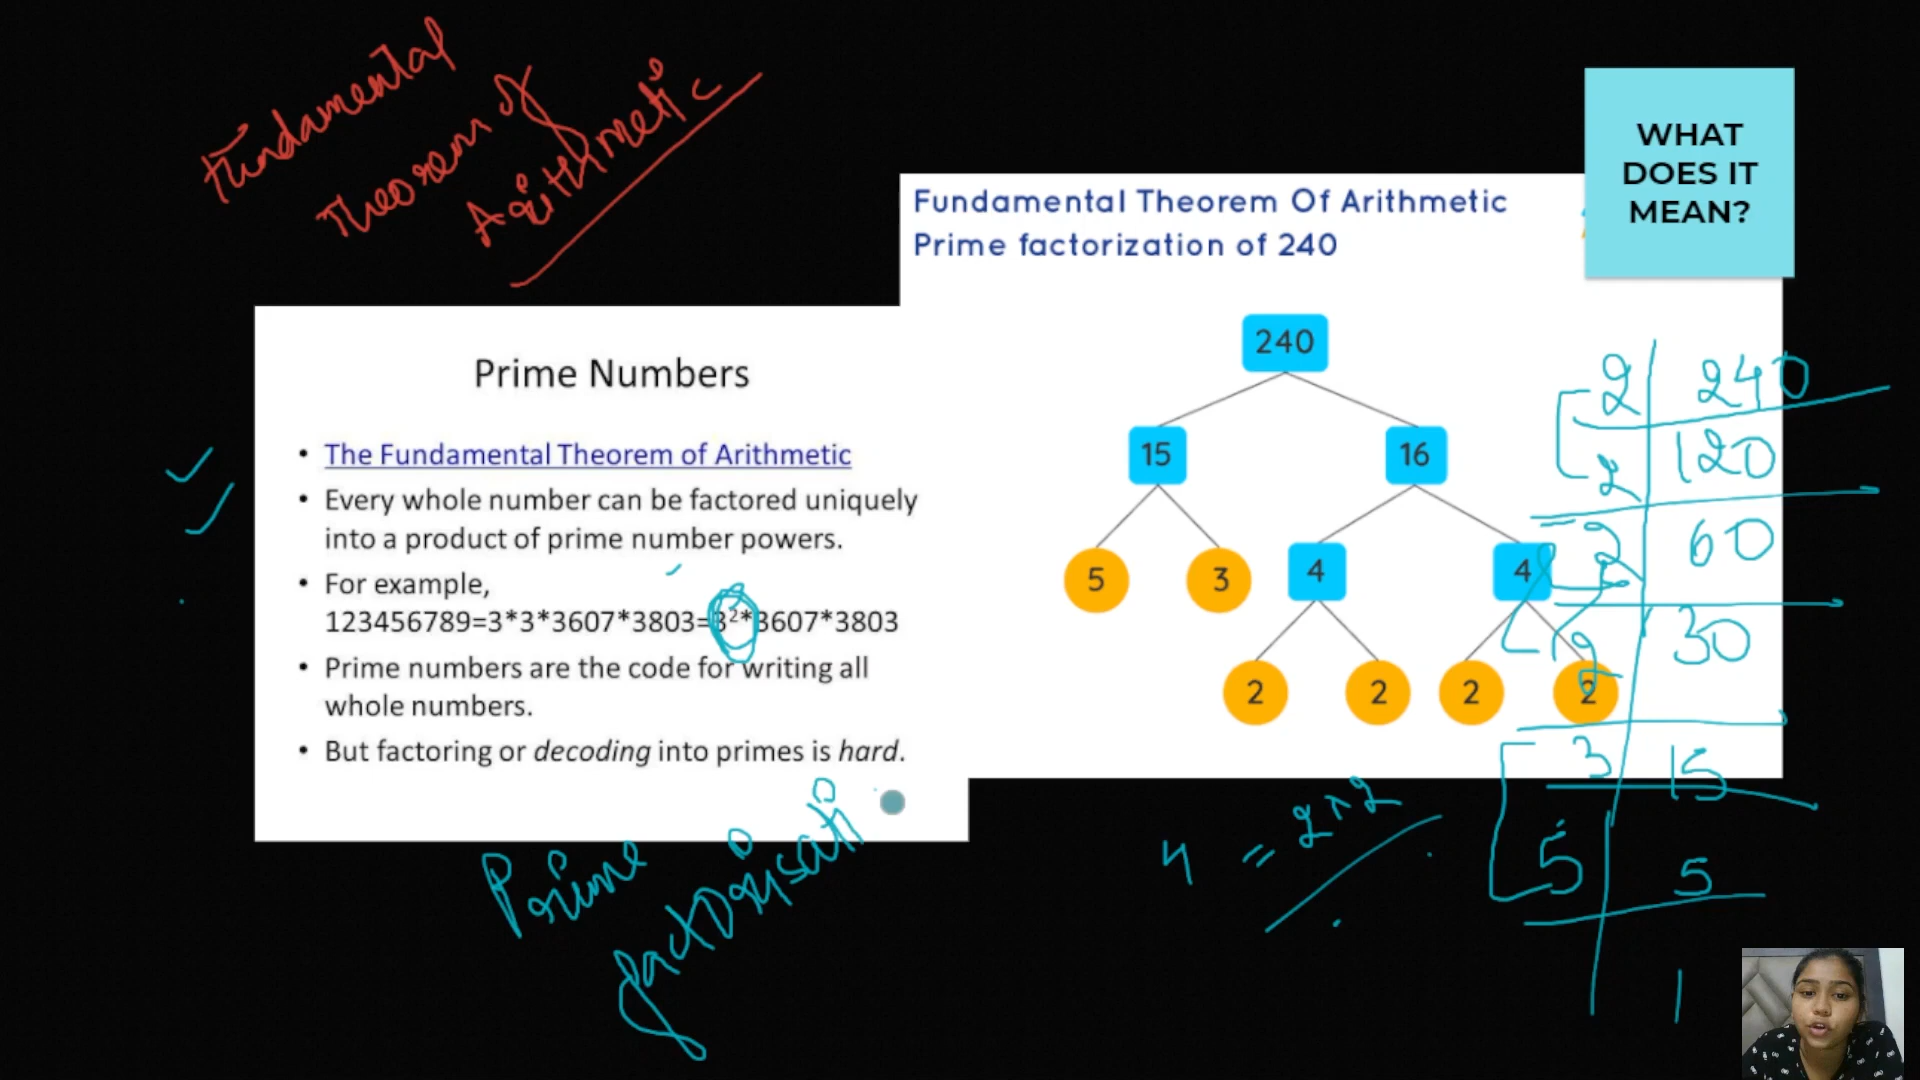 Fundamental
Theorem of
Arithmetic
WHAT
DOES IT
MEAN?
Fundamental Theorem Of Arithmetic
Prime factorization of 240
240
15 16
5 3 4 4
2 2 2 2
Prime Numbers
• The Fundamental Theorem of Arithmetic
• Every whole number can be factored uniquely
into a product of prime number powers.
• For example,
123456789=3*3*3607*3803=3²*3607*3803
• Prime numbers are the code for writing all
whole numbers.
• But factoring or decoding into primes is hard.
2 240
2 120
2 60
2 30
3 15
5 5
1
4 = 2×2
Prime
factorisati